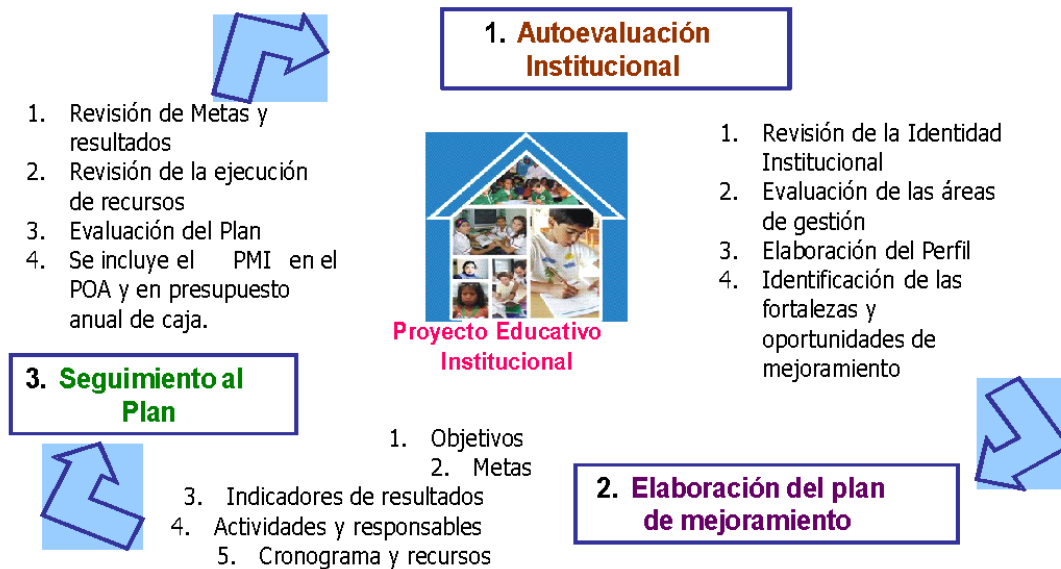 1. Autoevaluación
Institucional
1. Revisión de Metas y
resultados
2. Revisión de la ejecución
de recursos
3. Evaluación del Plan
4. Se incluye el PMI en el
POA y en presupuesto
anual de caja.
Proyecto Educativo
Institucional
1. Revisión de la Identidad
Institucional
2. Evaluación de las áreas
de gestión
3. Elaboración del Perfil
4. Identificación de las
fortalezas y
oportunidades de
mejoramiento
3. Seguimiento al
Plan
1. Objetivos
2. Metas
3. Indicadores de resultados
4. Actividades y responsables
5. Cronograma y recursos
2. Elaboración del plan
de mejoramiento